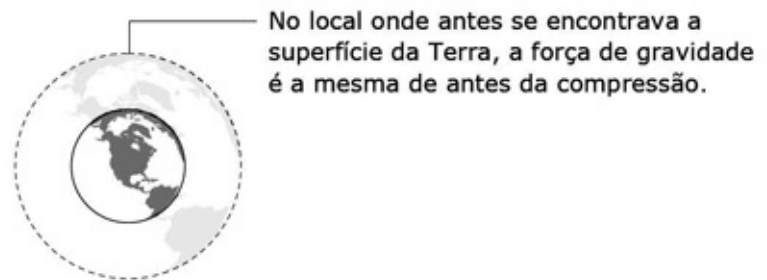 No local onde antes se encontrava a
superfície da Terra, a força de gravidade
é a mesma de antes da compressão.